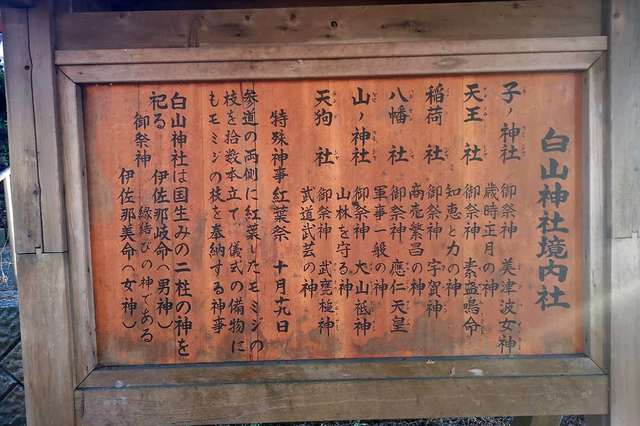 白山神社境内社
子ノ神社 御祭神 美津波女神
歳時正月の神
天王社 御祭神 素盞鳥命
知恵と力の神
稲荷社 御祭神 宇賀神
商売繁昌の神
八幡社 御祭神 應仁天皇
軍事一般の神
山ノ神社 御祭神 大山祗神
山林を守る神
天狗社 御祭神 武甕槌神
武道武芸の神
特殊神事紅葉祭 十月十九日
参道の両側に紅葉したモミジの
枝を拾数本立て、儀式の備物に
もモミジの枝を奉納する神事
白山神社は国生みの二柱の神を
祀る 伊佐那岐命(男神)
御祭神 縁結びの神である
伊佐那美命(女神)